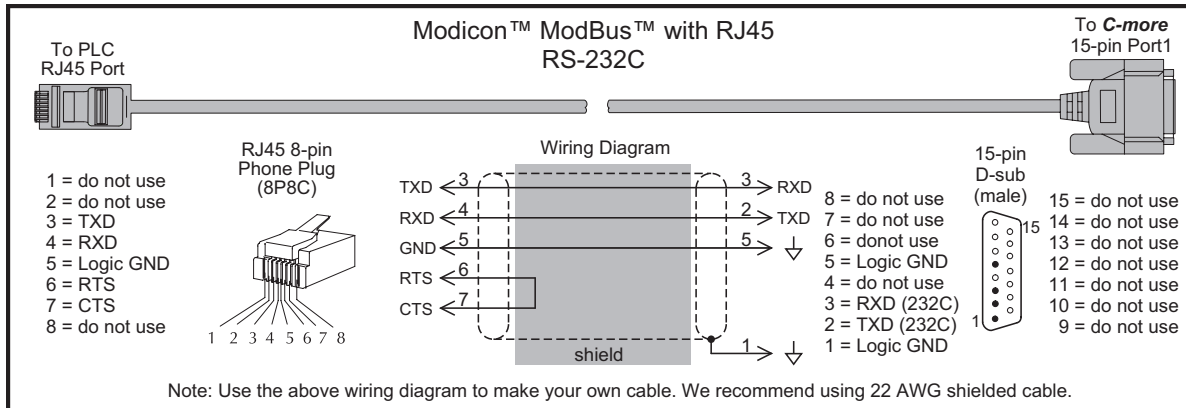 Modicon™ ModBus™ with RJ45
RS-232C
To PLC
RJ45 Port
To C-more
15-pin Port1
RJ45 8-pin
Phone Plug
(8P8C)
1 = do not use
2 = do not use
3 = TXD
4 = RXD
5 = Logic GND
6 = RTS
7 = CTS
8 = do not use
1 2 3 4 5 6 7 8
Wiring Diagram
TXD 3 3 RXD
RXD 4 2 TXD
GND 5 5
RTS 6
CTS 7
1
shield
8 = do not use
7 = do not use
6 = donot use
5 = Logic GND
4 = do not use
3 = RXD (232C)
2 = TXD (232C)
1 = Logic GND
15-pin
D-sub
(male)
15
1
15 = do not use
14 = do not use
13 = do not use
12 = do not use
11 = do not use
10 = do not use
9 = do not use
Note: Use the above wiring diagram to make your own cable. We recommend using 22 AWG shielded cable.